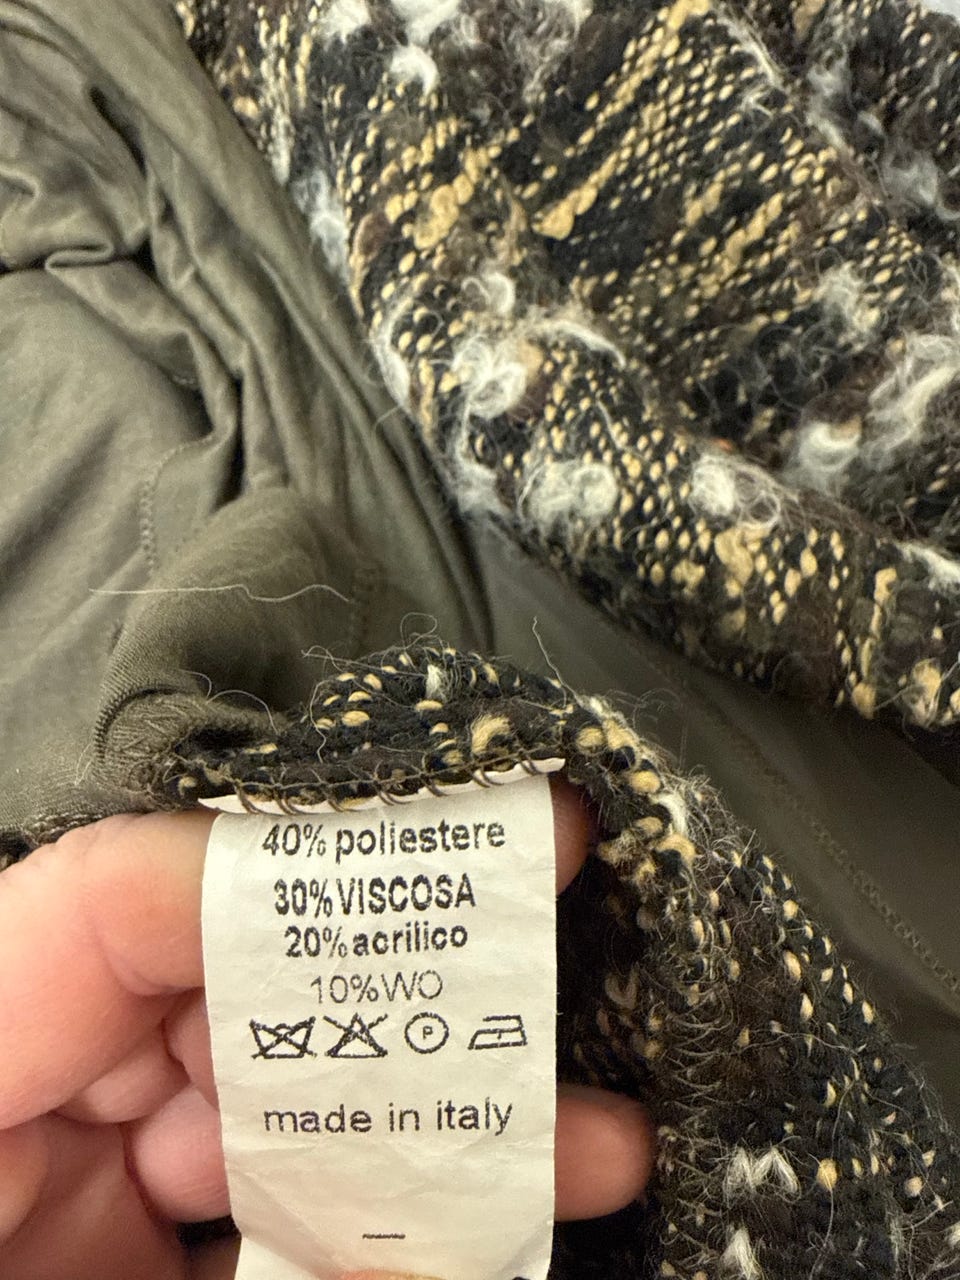 40% poliestere
30% VISCOSA
20% acrilico
10% WO
P
made in italy